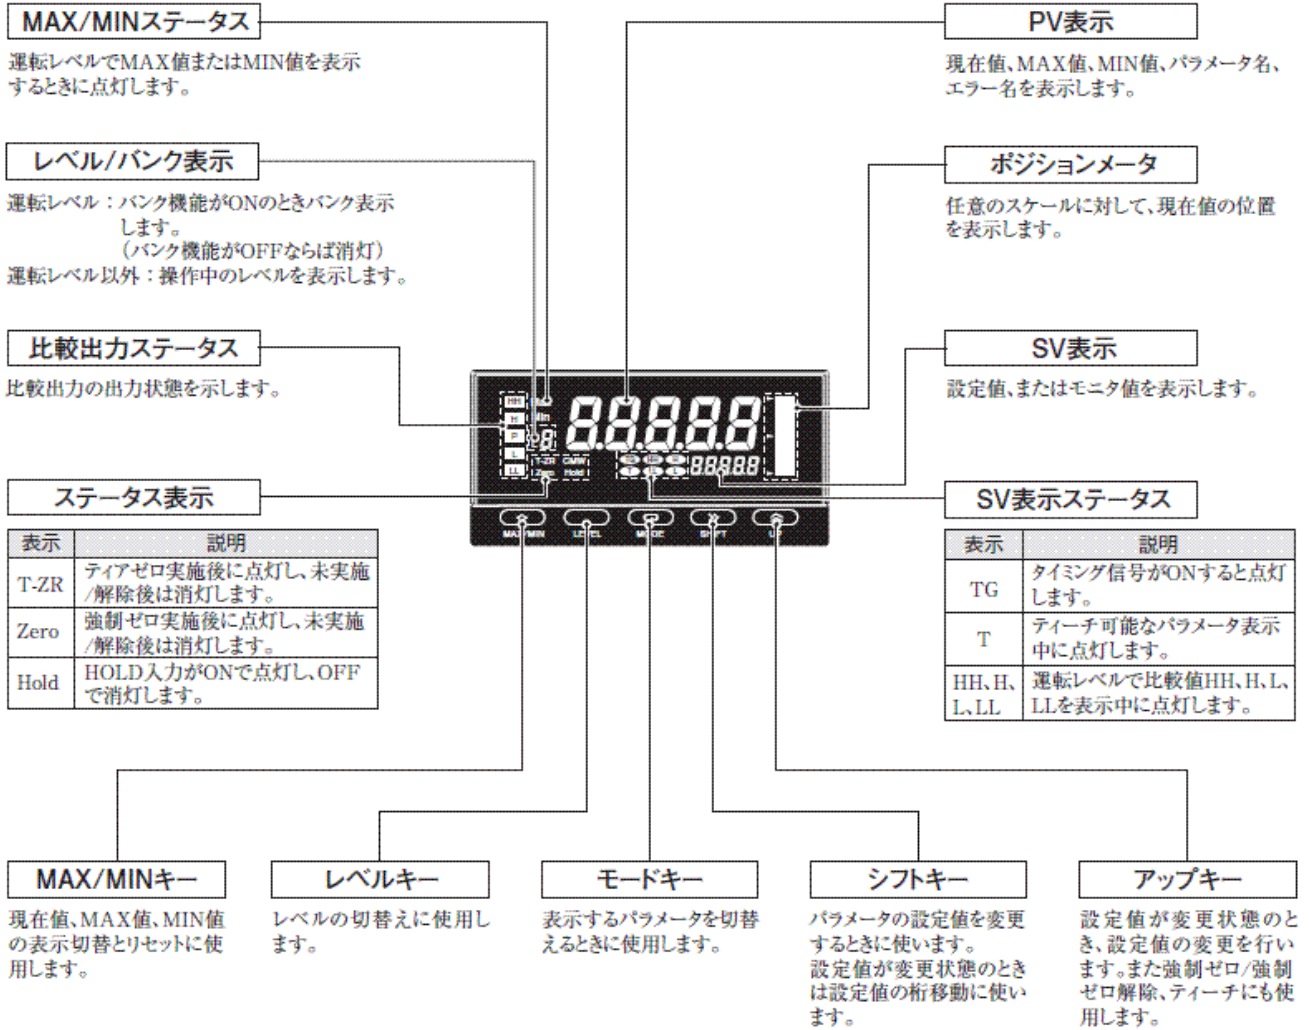 MAX/MINステータス
運転レベルでMAX値またはMIN値を表示
するときに点灯します。
レベル/バンク表示
運転レベル：バンク機能がONのときバンク表示
します。
（バンク機能がOFFならば消灯）
運転レベル以外：操作中のレベルを表示します。
比較出力ステータス
比較出力の出力状態を示します。
ステータス表示
表示 説明
T-ZR ティアゼロ実施後に点灯し、未実施
/解除後は消灯します。
Zero 強制ゼロ実施後に点灯し、未実施
/解除後は消灯します。
Hold HOLD入力がONで点灯し、OFF
で消灯します。
PV表示
現在値、MAX値、MIN値、パラメータ名、
エラー名を表示します。
ポジションメータ
任意のスケールに対して、現在値の位置
を表示します。
SV表示
設定値、またはモニタ値を表示します。
SV表示ステータス
表示 説明
TG タイミング信号がONすると点灯
します。
T ティーチ可能なパラメータ表示
中に点灯します。
HH、H、 運転レベルで比較値HH、H、L、
L、LL LLを表示中に点灯します。
HH
H
P
L
LL
8
88888
T-ZR CMW
Zero Hold
TG HH H
T LL L
88888
MAX/MIN LEVEL MODE SHIFT UP
MAX/MINキー
現在値、MAX値、MIN値
の表示切替とリセットに使
用します。
レベルキー
レベルの切替えに使用し
ます。
モードキー
表示するパラメータを切替
えるときに使用します。
シフトキー
パラメータの設定値を変更
するときに使います。
設定値が変更状態のとき
は設定値の桁移動に使い
ます。
アップキー
設定値が変更状態のと
き、設定値の変更を行い
ます。また強制ゼロ/強制
ゼロ解除、ティーチにも使
用します。